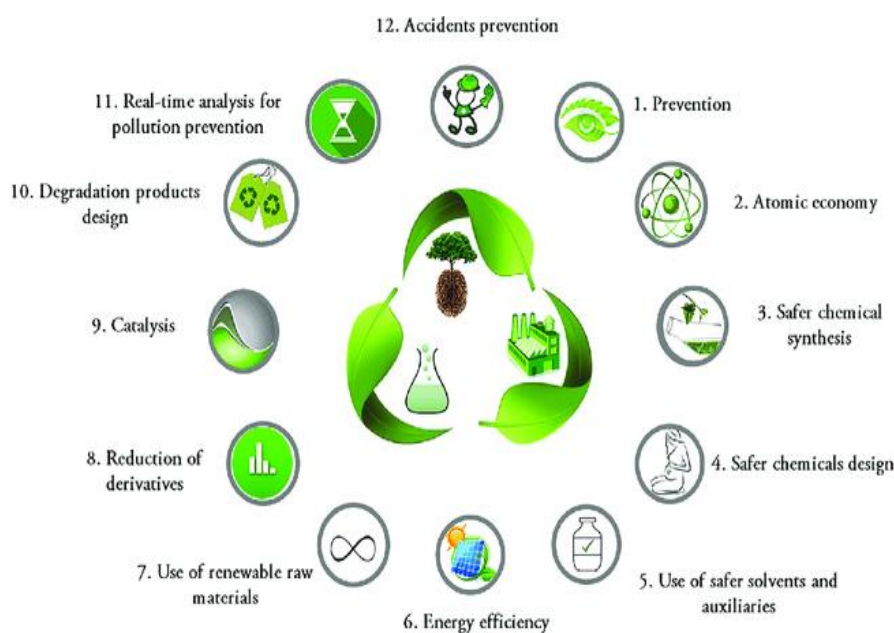 12. Accidents prevention
1. Prevention
2. Atomic economy
3. Safer chemical
synthesis
4. Safer chemicals design
5. Use of safer solvents and
auxiliaries
6. Energy efficiency
7. Use of renewable raw
materials
8. Reduction of
derivatives
9. Catalysis
10. Degradation products
design
11. Real-time analysis for
pollution prevention